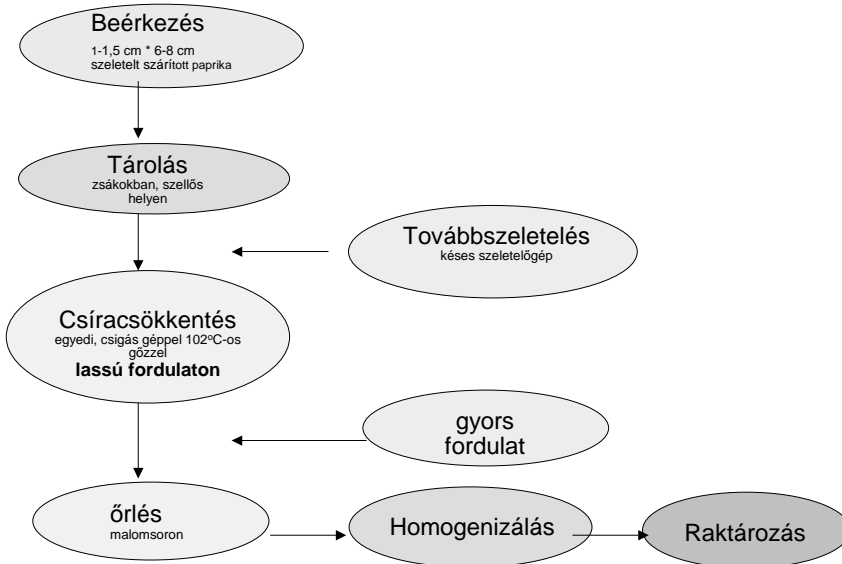 Beérkezés
1-1,5 cm * 6-8 cm
szeletelt szárított paprika
Tárolás
zsákokban, szellős
helyen
Továbbszeletelés
késes szeletelőgép
Csíracsökkentés
egyedi, csigás géppel 102ºC-os
gőzzel
lassú fordulaton
gyors
fordulat
őrlés
malomsoron
Homogenizálás
Raktározás